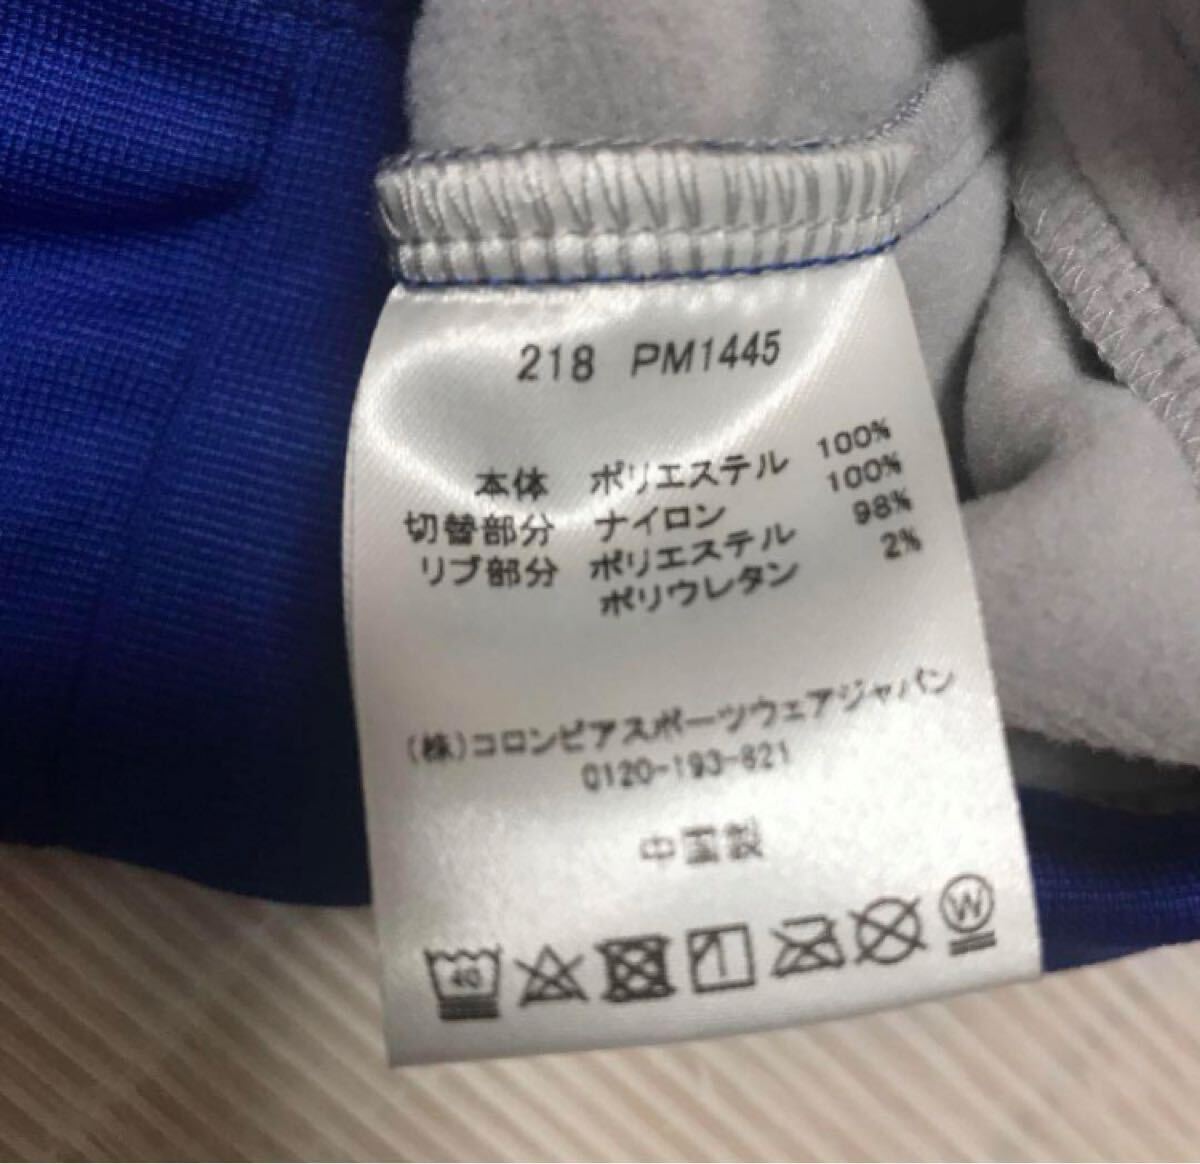 218 PM1445
本体 ポリエステル 100%
切替部分 ナイロン 100%
リブ部分 ポリエステル 98%
ポリウレタン 2%
(株)コロンビアスポーツウェアジャパン
0120-193-821
中国製
40 W